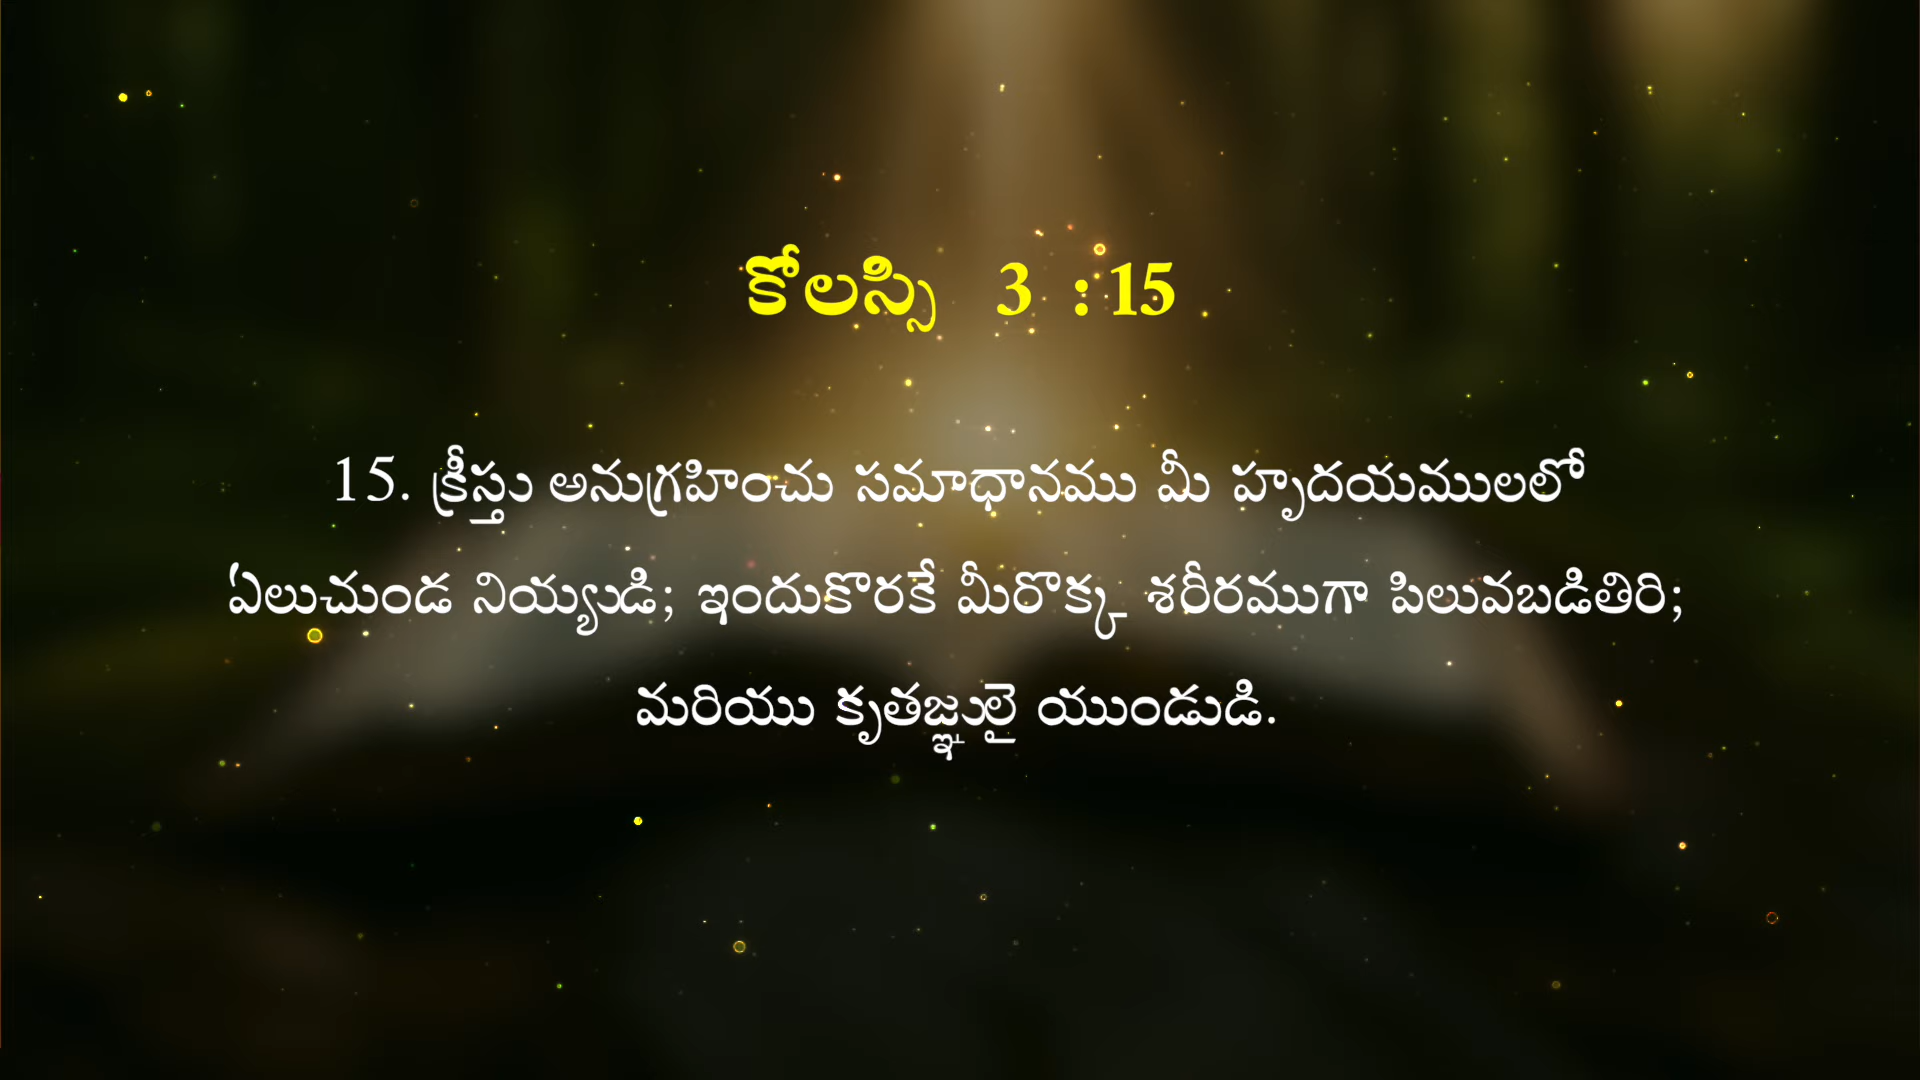 కోలస్సి 3 : 15
15. క్రీస్తు అనుగ్రహించు సమాధానము మీ హృదయములలో
ఏలుచుండ నియ్యుడి; ఇందుకొరకే మీరొక్క శరీరముగా పిలువబడితిరి;
మరియు కృతజ్ఞులై యుండుడి.